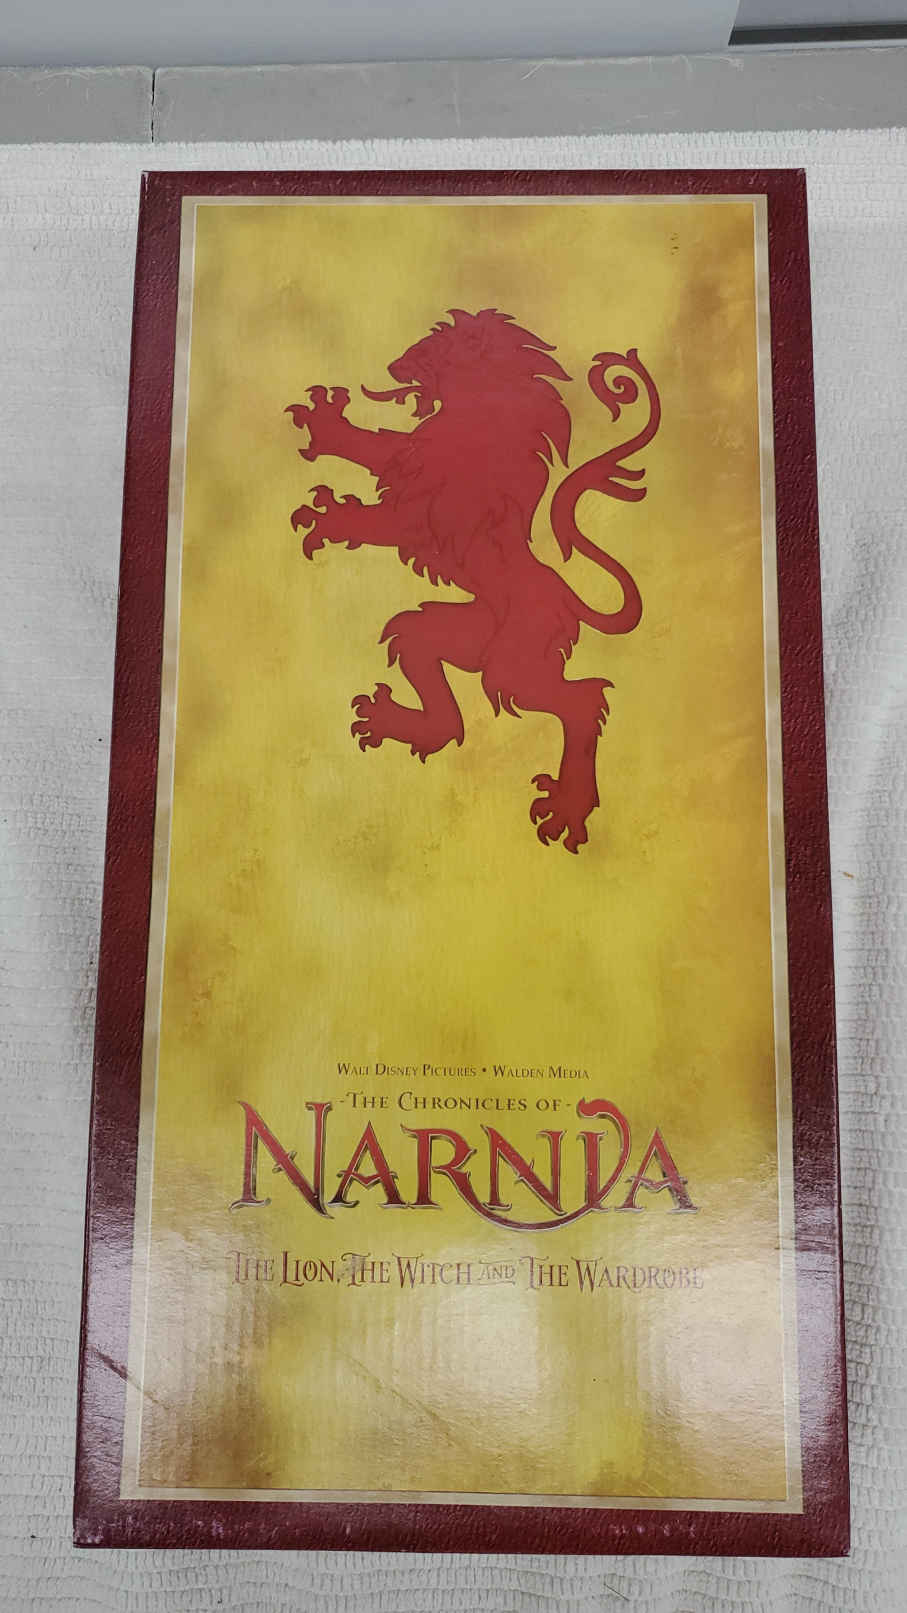 Walt Disney Pictures • Walden Media
-The Chronicles of-
Narnia
The Lion, The Witch and The Wardrobe